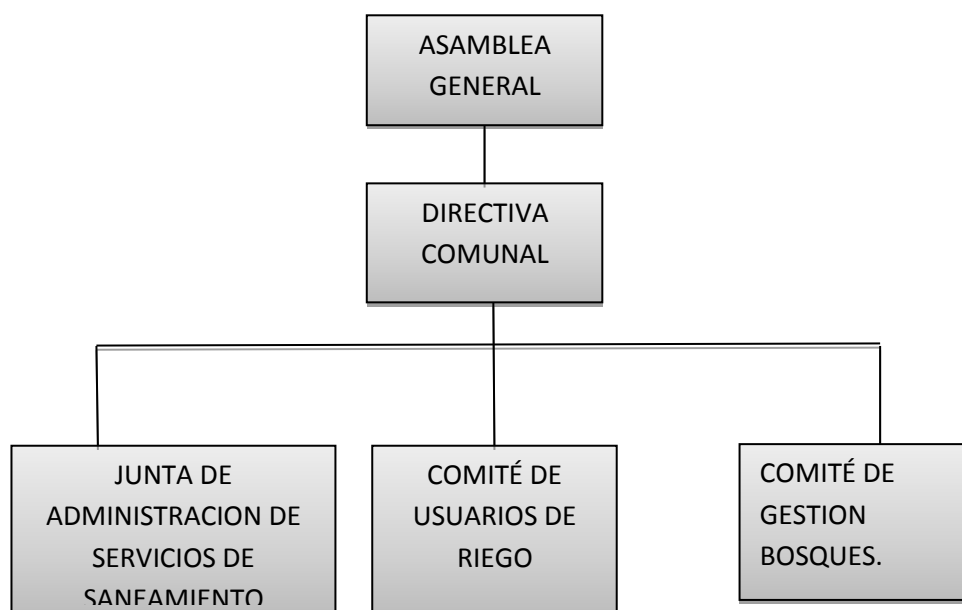 ASAMBLEA
GENERAL
DIRECTIVA
COMUNAL
JUNTA DE
ADMINISTRACION DE
SERVICIOS DE
SANEAMIENTO
COMITÉ DE
USUARIOS DE
RIEGO
COMITÉ DE
GESTION
BOSQUES.